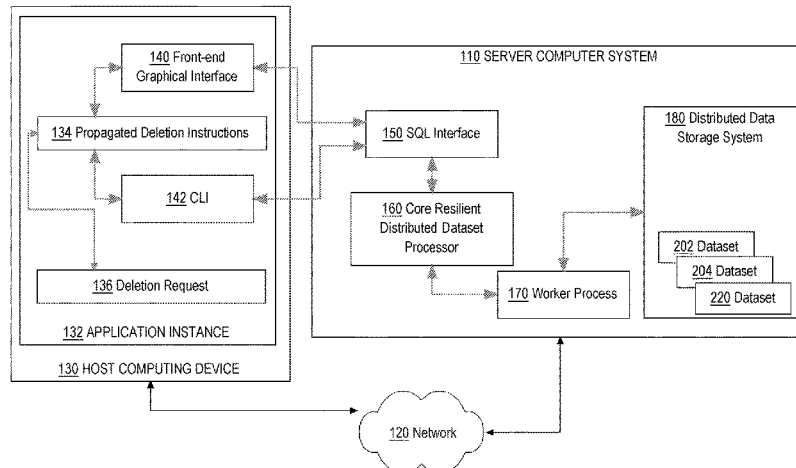 140 Front-end
Graphical Interface
134 Propagated Deletion Instructions
142 CLI
136 Deletion Request
132 APPLICATION INSTANCE
130 HOST COMPUTING DEVICE
110 SERVER COMPUTER SYSTEM
150 SQL Interface
160 Core Resilient
Distributed Dataset
Processor
170 Worker Process
180 Distributed Data
Storage System
202 Dataset
204 Dataset
220 Dataset
120 Network